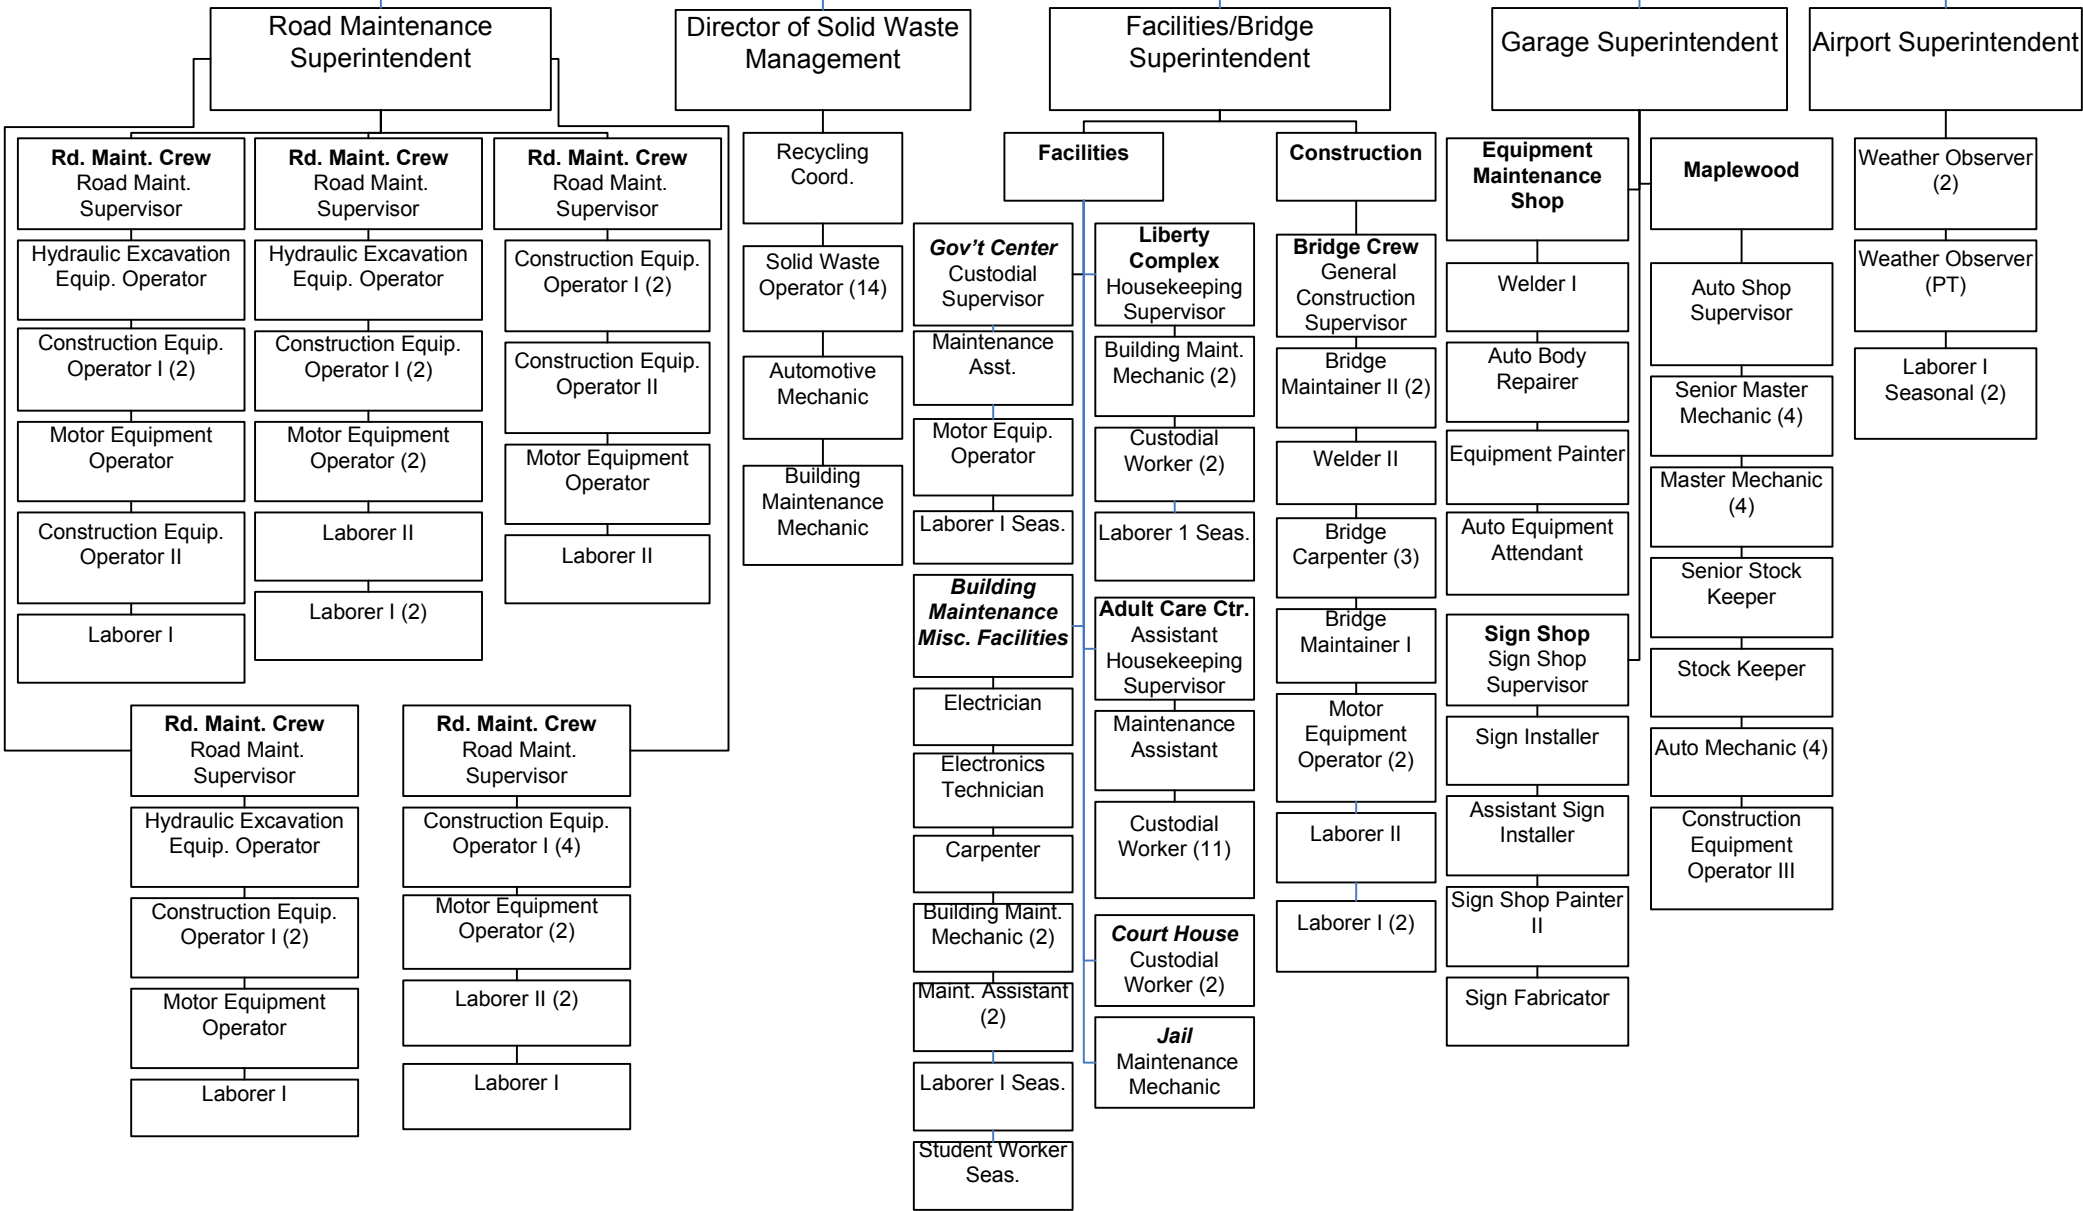 Road Maintenance
Superintendent
Director of Solid Waste
Management
Facilities/Bridge
Superintendent
Garage Superintendent
Airport Superintendent
Rd. Maint. Crew
Road Maint.
Supervisor
Hydraulic Excavation
Equip. Operator
Construction Equip.
Operator I (2)
Motor Equipment
Operator
Construction Equip.
Operator II
Laborer I
Rd. Maint. Crew
Road Maint.
Supervisor
Hydraulic Excavation
Equip. Operator
Construction Equip.
Operator I (2)
Motor Equipment
Operator (2)
Laborer II
Laborer I (2)
Rd. Maint. Crew
Road Maint.
Supervisor
Construction Equip.
Operator I (2)
Construction Equip.
Operator II
Motor Equipment
Operator
Laborer II
Rd. Maint. Crew
Road Maint.
Supervisor
Hydraulic Excavation
Equip. Operator
Construction Equip.
Operator I (2)
Motor Equipment
Operator
Laborer I
Rd. Maint. Crew
Road Maint.
Supervisor
Construction Equip.
Operator I (4)
Motor Equipment
Operator (2)
Laborer II (2)
Laborer I
Recycling
Coord.
Solid Waste
Operator (14)
Automotive
Mechanic
Building
Maintenance
Mechanic
Facilities
Gov't Center
Custodial
Supervisor
Maintenance
Asst.
Motor Equip.
Operator
Laborer I Seas.
Building
Maintenance
Misc. Facilities
Electrician
Electronics
Technician
Carpenter
Building Maint.
Mechanic (2)
Maint. Assistant
(2)
Laborer I Seas.
Student Worker
Seas.
Liberty
Complex
Housekeeping
Supervisor
Building Maint.
Mechanic (2)
Custodial
Worker (2)
Laborer 1 Seas.
Adult Care Ctr.
Assistant
Housekeeping
Supervisor
Maintenance
Assistant
Custodial
Worker (11)
Court House
Custodial
Worker (2)
Jail
Maintenance
Mechanic
Construction
Bridge Crew
General
Construction
Supervisor
Bridge
Maintainer II (2)
Welder II
Bridge
Carpenter (3)
Bridge
Maintainer I
Motor
Equipment
Operator (2)
Laborer II
Laborer I (2)
Equipment
Maintenance
Shop
Welder I
Auto Body
Repairer
Equipment Painter
Auto Equipment
Attendant
Sign Shop
Sign Shop
Supervisor
Sign Installer
Assistant Sign
Installer
Sign Shop Painter
II
Sign Fabricator
Maplewood
Auto Shop
Supervisor
Senior Master
Mechanic (4)
Master Mechanic
(4)
Senior Stock
Keeper
Stock Keeper
Auto Mechanic (4)
Construction
Equipment
Operator III
Weather Observer
(2)
Weather Observer
(PT)
Laborer I
Seasonal (2)